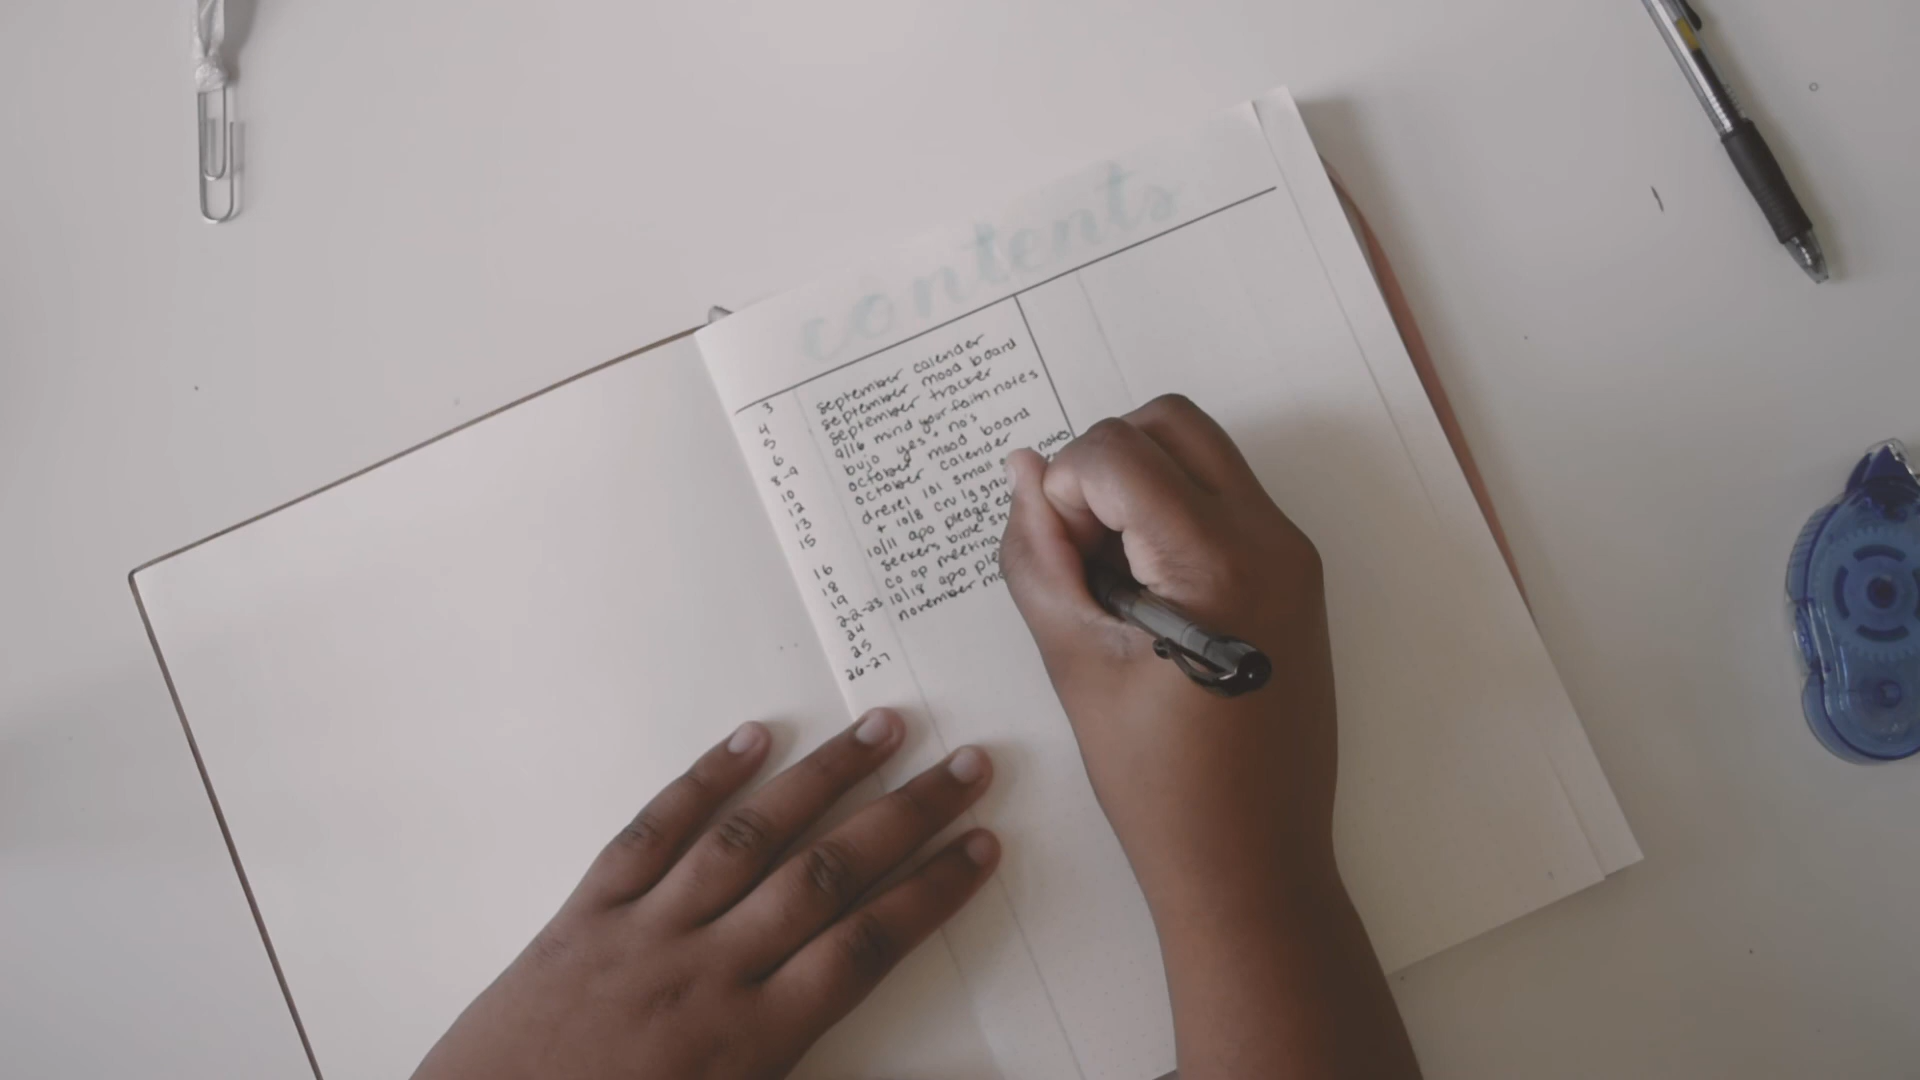 contents
3 september calender
4 september mood board
5 september tracker
6 9/16 mind your faith notes
8-9 bujo yes + no's
10 october mood board
12 october calender
13 drexel 101 small notes
15 + 10/8 cru
16 10/11 apo pledge ed
18 seekers bible
19 co op meeting
22-23 10/18 apo
24 november
25
26-27